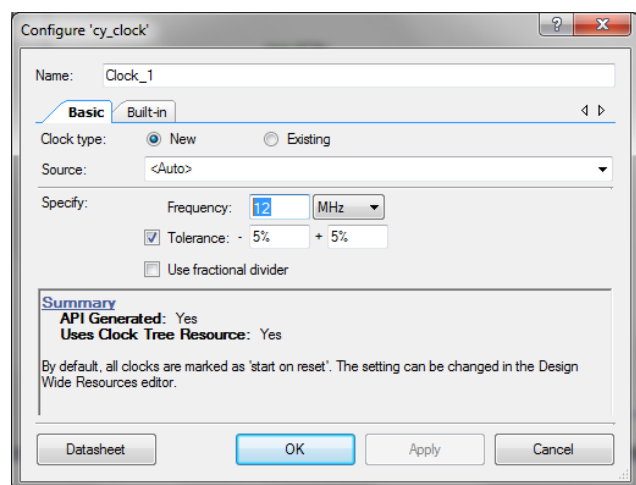 Configure 'cy_clock'
Name: Clock_1
Basic Built-in
Clock type: New Existing
Source: <Auto>
Specify: Frequency: 12 MHz
Tolerance: - 5% + 5%
Use fractional divider
Summary
API Generated: Yes
Uses Clock Tree Resource: Yes
By default, all clocks are marked as 'start on reset'. The setting can be changed in the Design
Wide Resources editor.
Datasheet OK Apply Cancel